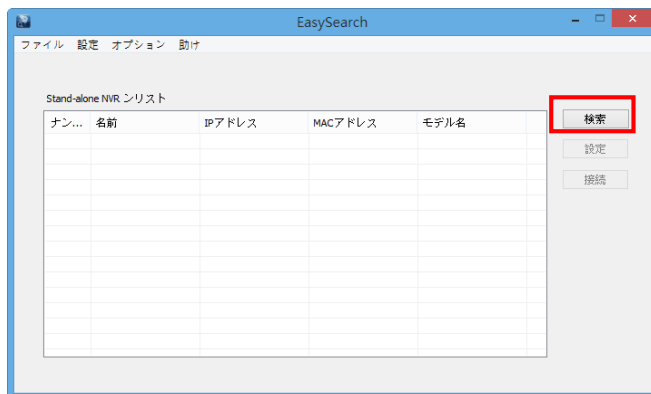 EasySearch
ファイル 設定 オプション 助け
Stand-alone NVR ンリスト
ナン... 名前 IPアドレス MACアドレス モデル名
検索
設定
接続